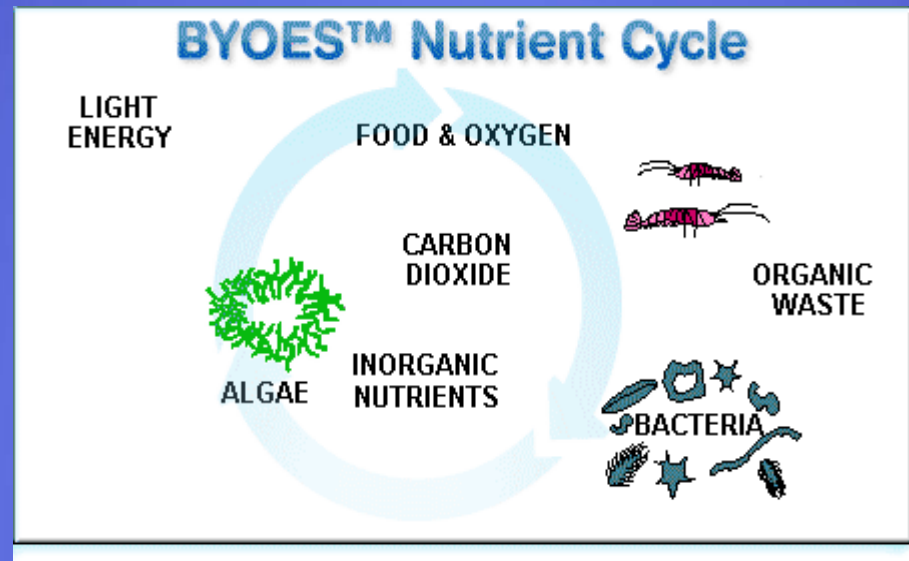 BYOES™ Nutrient Cycle
LIGHT
ENERGY
FOOD & OXYGEN
CARBON
DIOXIDE
ORGANIC
WASTE
ALGAE
INORGANIC
NUTRIENTS
BACTERIA